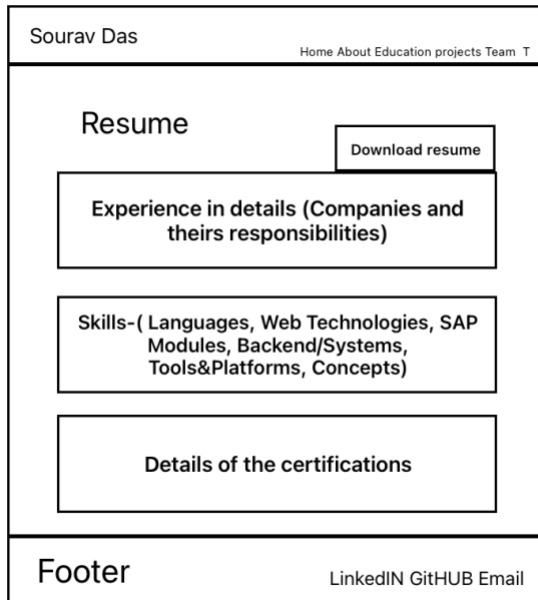 Sourav Das
Home About Education projects Team T
Resume
Download resume
Experience in details (Companies and
theirs responsibilities)
Skills-( Languages, Web Technologies, SAP
Modules, Backend/Systems,
Tools&Platforms, Concepts)
Details of the certifications
Footer
LinkedIN GitHUB Email